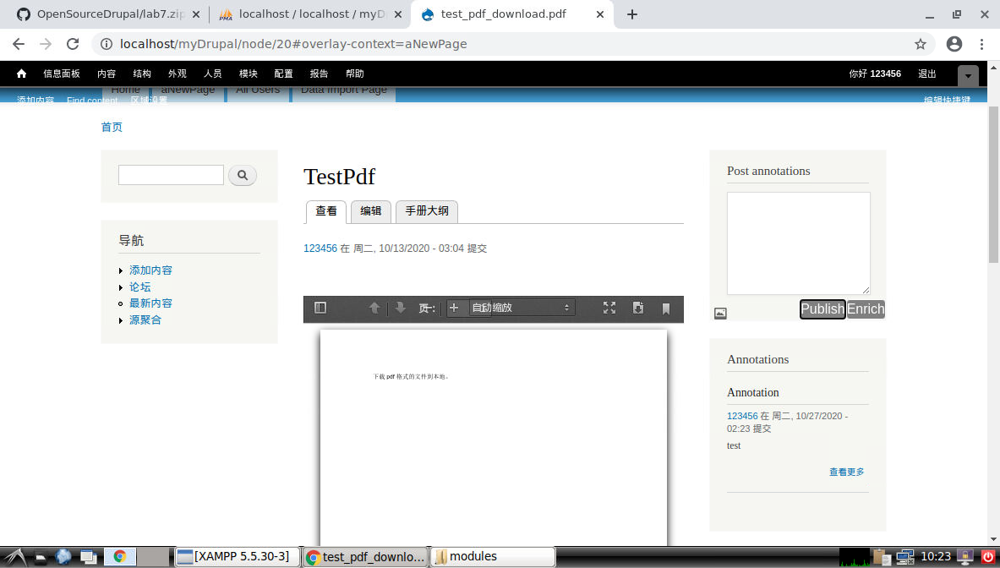 OpenSourceDrupal/lab7.zip
localhost / localhost / myD
test_pdf_download.pdf
localhost/myDrupal/node/20#overlay-context=aNewPage
信息面板 内容 结构 外观 人员 模块 配置 报告 帮助 你好 123456 退出
Home aNewPage All Users Data Import Page
添加内容 Find content 区域设置 编辑快捷键
首页
TestPdf
查看 编辑 手册大纲
123456 在 周二, 10/13/2020 - 03:04 提交
导航
添加内容
论坛
最新内容
源聚合
页: 自动缩放
下载 pdf 格式的文件到本地。
Post annotations
Publish Enrich
Annotations
Annotation
123456 在 周二, 10/27/2020 -
02:23 提交
test
查看更多
[XAMPP 5.5.30-3] test_pdf_downlo... modules 10:23